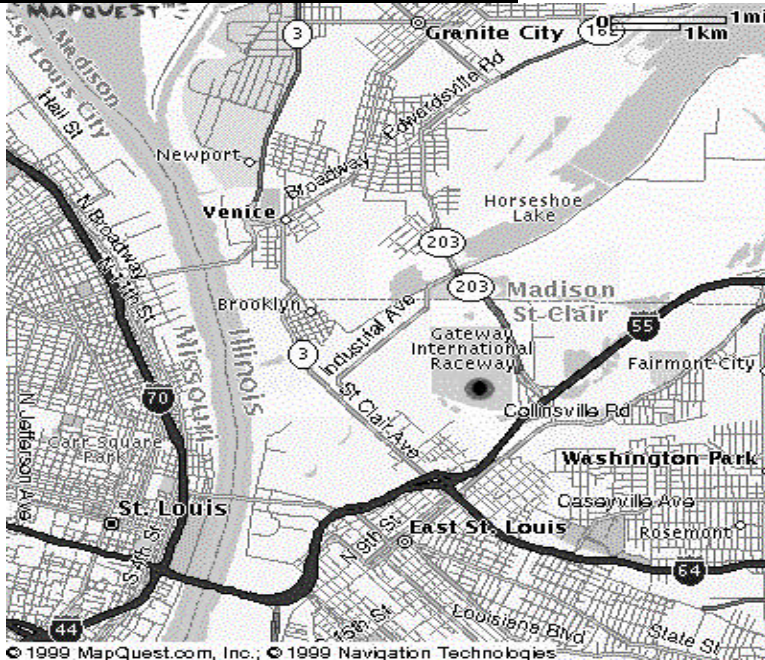 MAPQUEST
Madison
St Louis City
Hall St
3
Granite City
1mi
1km
Edwardsville Rd
Newport
Broadway
Venice
Horseshoe
Lake
N Broadway
N 11th St
203
203
Madison
St Clair
Brooklyn
Industrial Ave
Missouri
Illinois
3
Gateway
International
Raceway
55
Fairmont City
70
St Clair Ave
Collinsville Rd
N Jefferson Ave
Carr Square
Park
Washington Park
St. Louis
Caseyville Ave
East St. Louis
Rosemont
N 9th St
64
44
15th St
Louisiana Blvd
State St
© 1999 MapQuest.com, Inc.; © 1999 Navigation Technologies